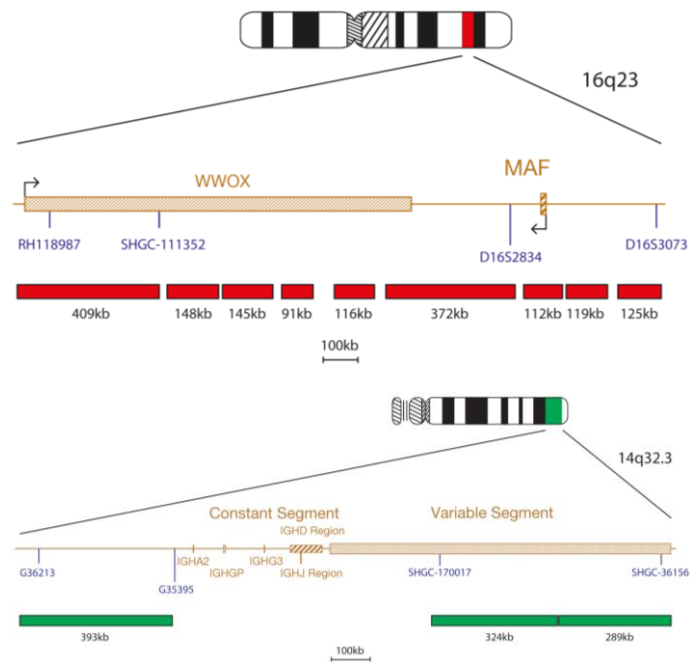 16q23
WWOX
MAF
RH118987
SHGC-111352
D16S2834
D16S3073
409kb
148kb
145kb
91kb
116kb
372kb
112kb
119kb
125kb
100kb
14q32.3
Constant Segment
Variable Segment
IGHD Region
G36213
G35395
IGHA2
IGHGP
IGHG3
IGHJ Region
SHGC-170017
SHGC-36156
393kb
324kb
289kb
100kb